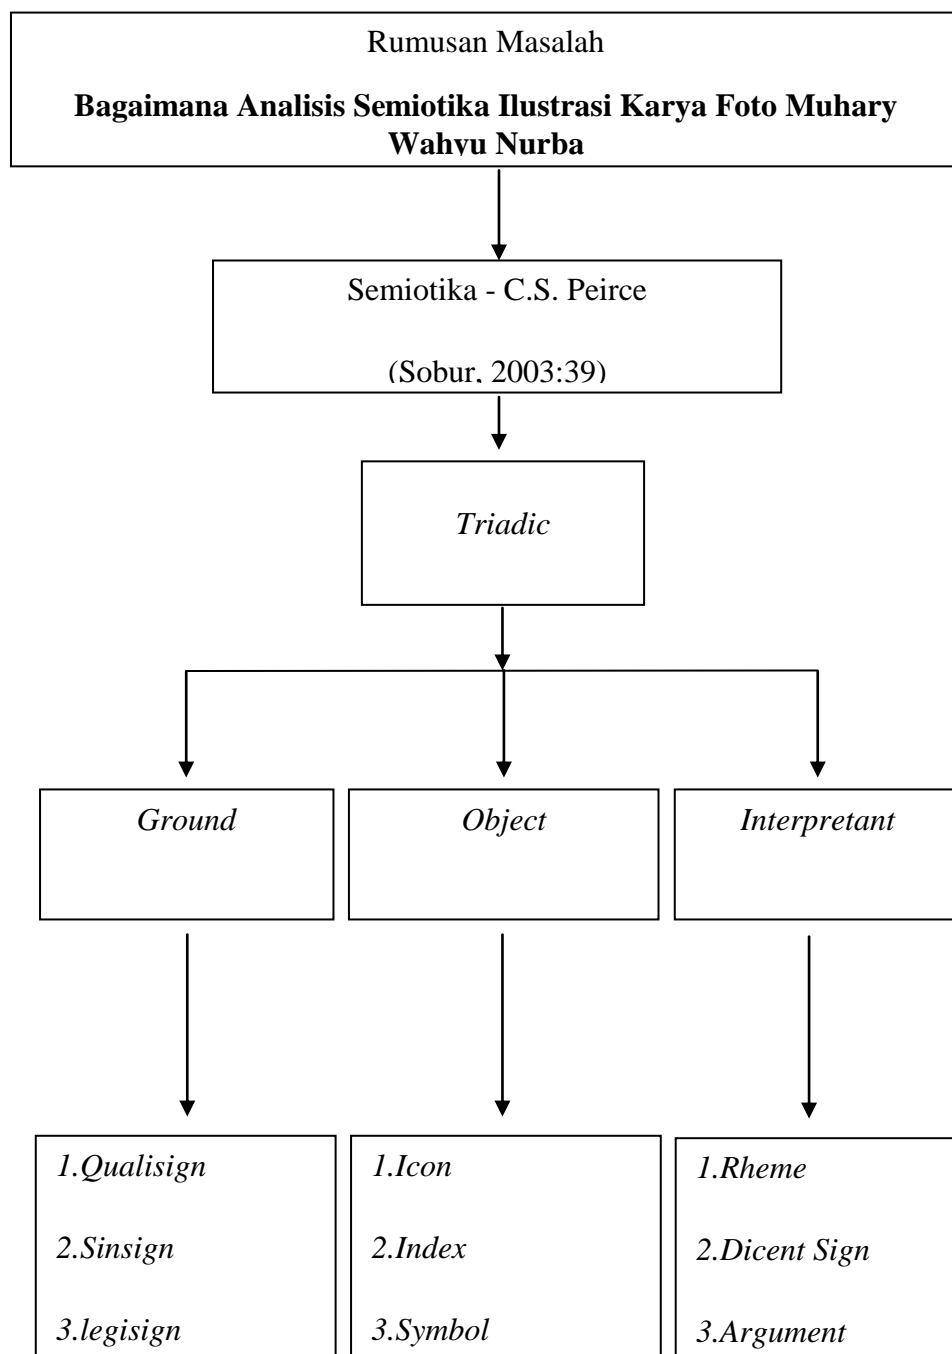 Rumusan Masalah
Bagaimana Analisis Semiotika Ilustrasi Karya Foto Muhary
Wahyu Nurba
Semiotika - C.S. Peirce
(Sobur, 2003:39)
Triadic
Ground
Object
Interpretant
1.Qualisign
2.Sinsign
3.legisign
1.Icon
2.Index
3.Symbol
1.Rheme
2.Dicent Sign
3.Argument